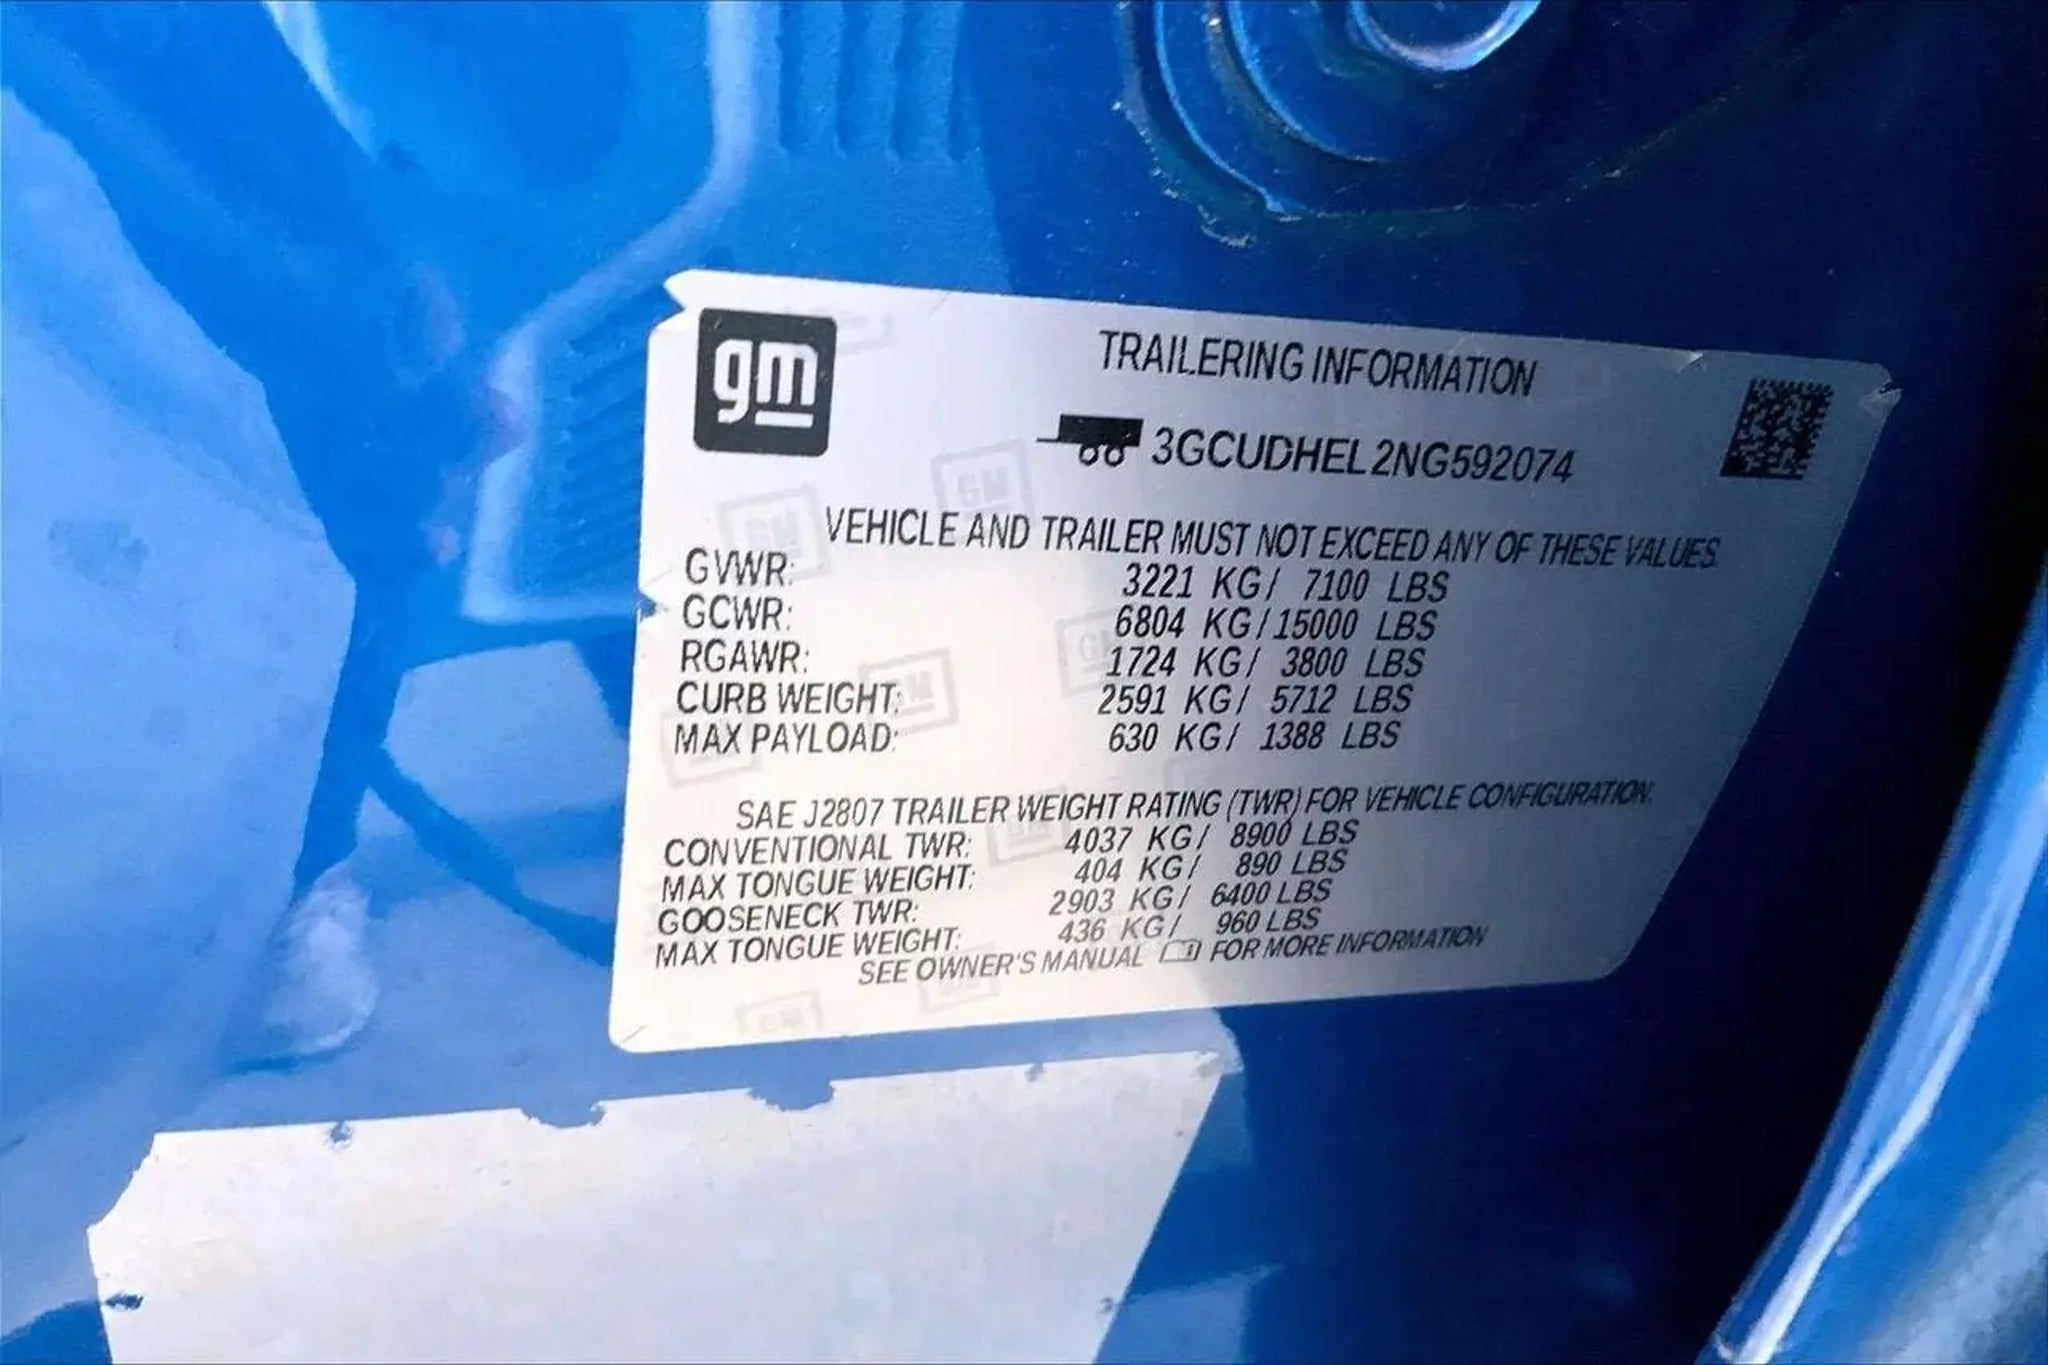 gm
TRAILERING INFORMATION
3GCUDHEL2NG592074
VEHICLE AND TRAILER MUST NOT EXCEED ANY OF THESE VALUES.
GVWR: 3221 KG/ 7100 LBS
GCWR: 6804 KG/15000 LBS
RGAWR: 1724 KG/ 3800 LBS
CURB WEIGHT: 2591 KG/ 5712 LBS
MAX PAYLOAD: 630 KG/ 1388 LBS
SAE J2807 TRAILER WEIGHT RATING (TWR) FOR VEHICLE CONFIGURATION.
CONVENTIONAL TWR: 4037 KG/ 8900 LBS
MAX TONGUE WEIGHT: 404 KG/ 890 LBS
GOOSENECK TWR: 2903 KG/ 6400 LBS
MAX TONGUE WEIGHT: 436 KG/ 960 LBS
SEE OWNER'S MANUAL FOR MORE INFORMATION